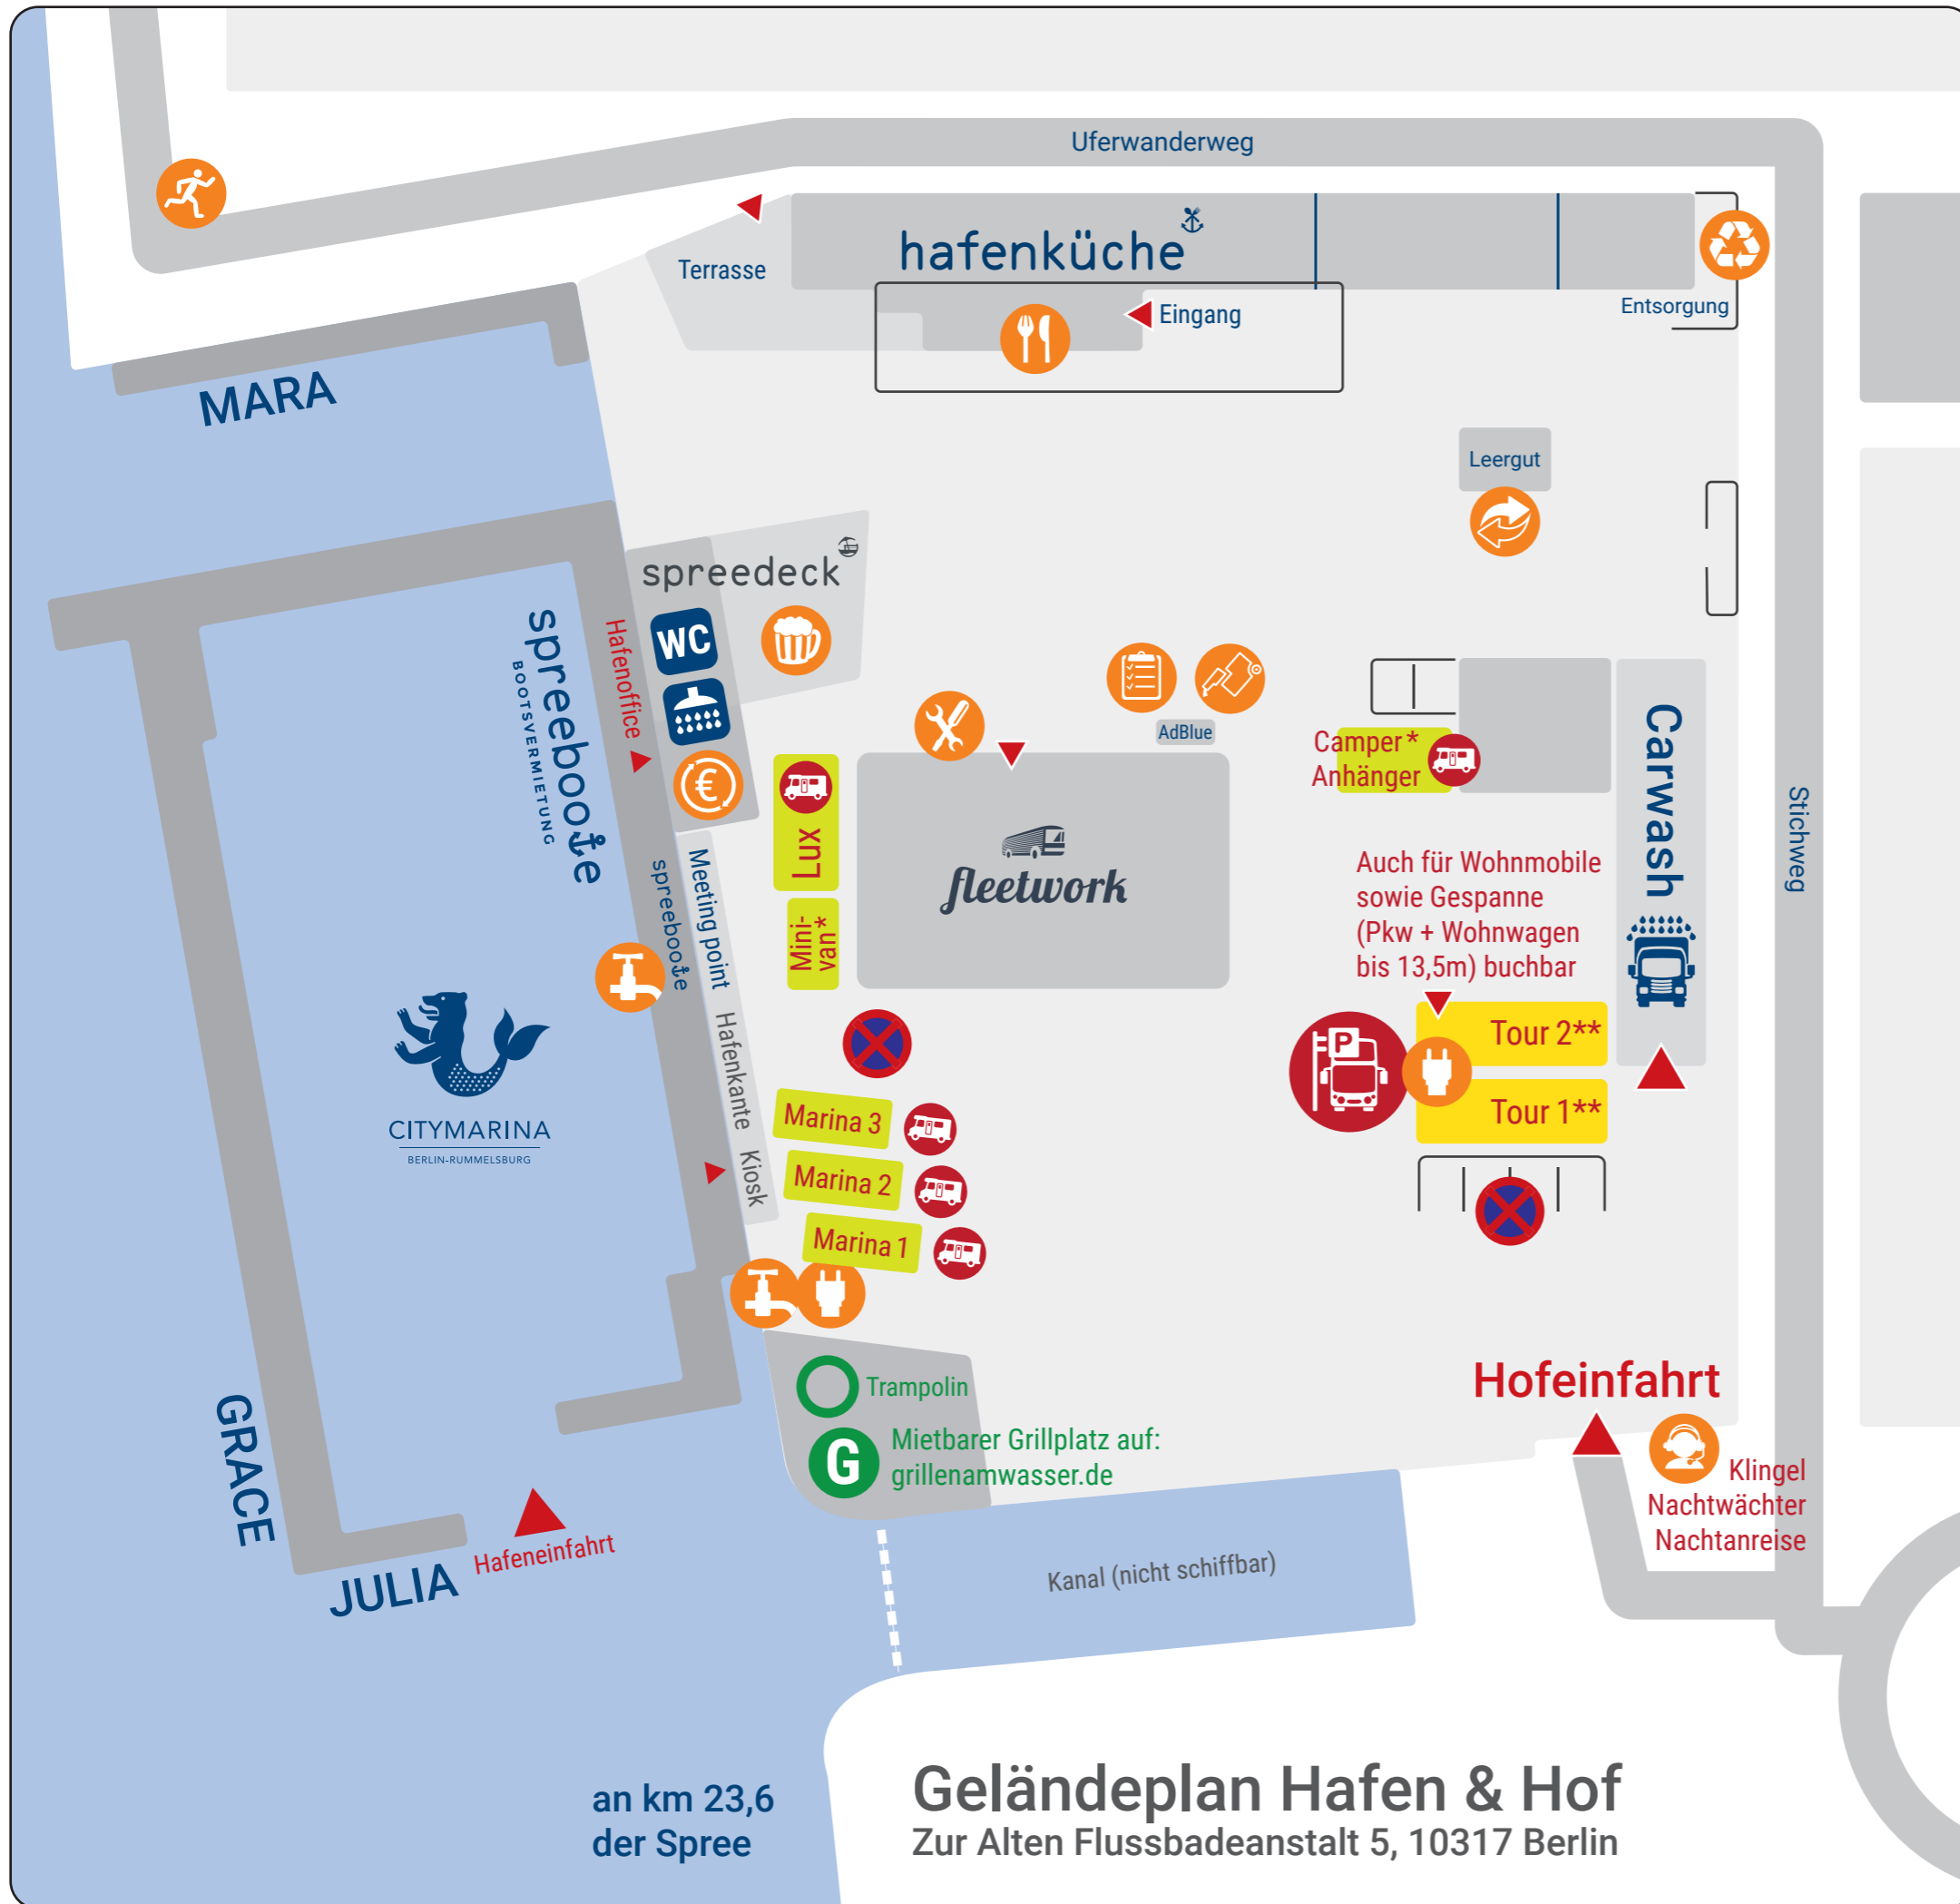 Uferwanderweg
hafenküche
Terrasse
Eingang
Entsorgung
MARA
Leergut
spreedeck
WC
Hafenoffice
spreeboote
BOOTSVERMIETUNG
€
AdBlue
Camper*
Anhänger
Carwash
Stichweg
Lux
Mini-
van*
fleetwork
Meeting point
spreeboote
Auch für Wohnmobile
sowie Gespanne
(Pkw + Wohnwagen
bis 13,5m) buchbar
Hafenkante
Kiosk
P
Tour 2**
Tour 1**
CITYMARINA
BERLIN-RUMMELSBURG
Marina 3
Marina 2
Marina 1
Trampolin
G
Mietbarer Grillplatz auf:
grillenamwasser.de
Hofeinfahrt
Klingel
Nachtwächter
Nachtanreise
GRACE
JULIA
Hafeneinfahrt
Kanal (nicht schiffbar)
an km 23,6
der Spree
Geländeplan Hafen & Hof
Zur Alten Flussbadeanstalt 5, 10317 Berlin